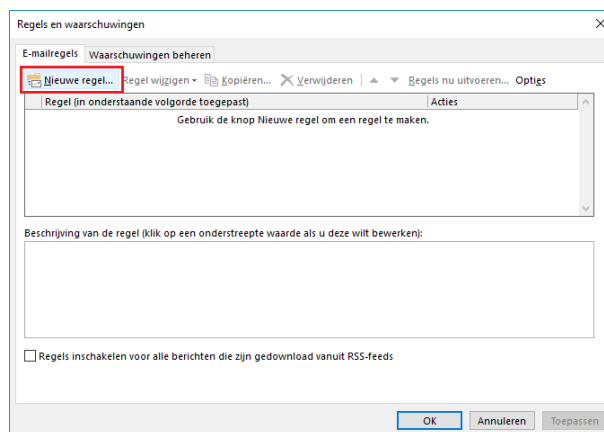 Regels en waarschuwingen
E-mailregels Waarschuwingen beheren
Nieuwe regel... Regel wijzigen Kopiëren... Verwijderen Regels nu uitvoeren... Opties
Regel (in onderstaande volgorde toegepast) Acties
Gebruik de knop Nieuwe regel om een regel te maken.
Beschrijving van de regel (klik op een onderstreepte waarde als u deze wilt bewerken):
Regels inschakelen voor alle berichten die zijn gedownload vanuit RSS-feeds
OK Annuleren Toepassen